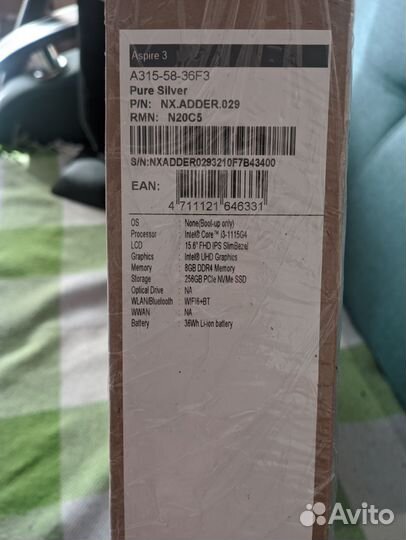 Aspire 3
A315-58-36F3
Pure Silver
P/N: NX.ADDER.029
RMN: N20C5
S/N:NXADDER0293210F7B43400
EAN:
4 711121 646331
OS : None(Boot-up only)
Processor : Intel® Core™ i3-1115G4
LCD : 15.6" FHD IPS SlimBezel
Graphics : Intel® UHD Graphics
Memory : 8GB DDR4 Memory
Storage : 256GB PCIe NVMe SSD
Optical Drive : NA
WLAN/Bluetooth : WIFI6+BT
WWAN : NA
Battery : 36Wh Li-ion battery
Avito